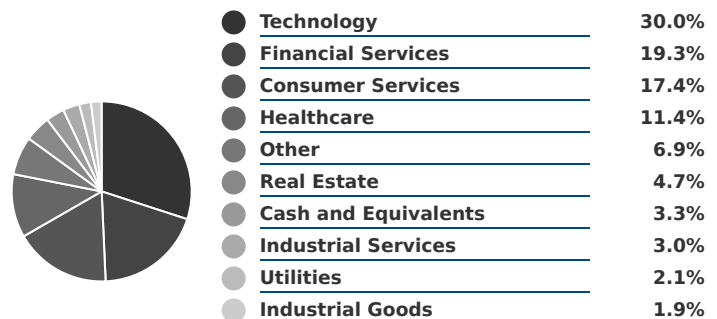 Technology 30.0%
Financial Services 19.3%
Consumer Services 17.4%
Healthcare 11.4%
Other 6.9%
Real Estate 4.7%
Cash and Equivalents 3.3%
Industrial Services 3.0%
Utilities 2.1%
Industrial Goods 1.9%